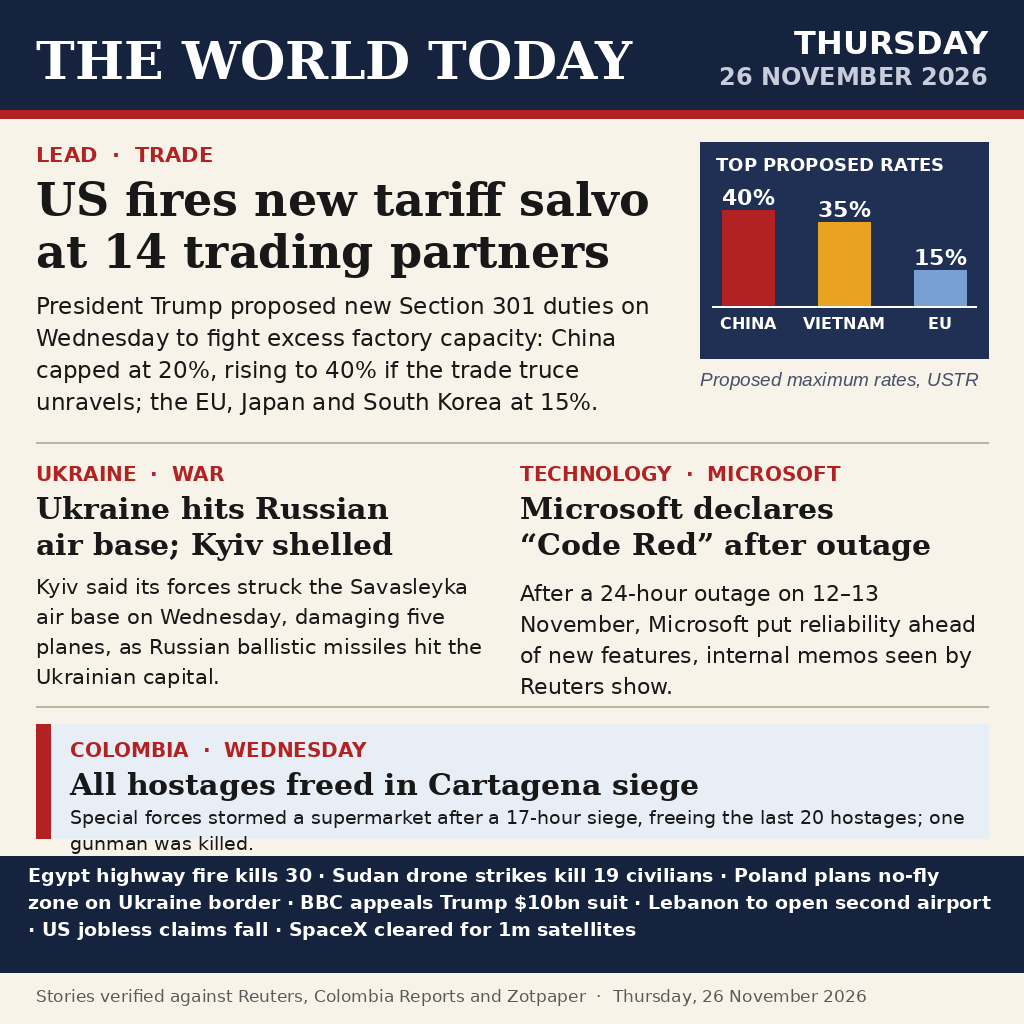 THE WORLD TODAY
THURSDAY
26 NOVEMBER 2026
LEAD · TRADE
US fires new tariff salvo
at 14 trading partners
President Trump proposed new Section 301 duties on
Wednesday to fight excess factory capacity: China
capped at 20%, rising to 40% if the trade truce
unravels; the EU, Japan and South Korea at 15%.
TOP PROPOSED RATES
40%
35%
15%
CHINA VIETNAM EU
Proposed maximum rates, USTR
UKRAINE · WAR
Ukraine hits Russian
air base; Kyiv shelled
Kyiv said its forces struck the Savasleyka
air base on Wednesday, damaging five
planes, as Russian ballistic missiles hit the
Ukrainian capital.
TECHNOLOGY · MICROSOFT
Microsoft declares
“Code Red” after outage
After a 24-hour outage on 12–13
November, Microsoft put reliability ahead
of new features, internal memos seen by
Reuters show.
COLOMBIA · WEDNESDAY
All hostages freed in Cartagena siege
Special forces stormed a supermarket after a 17-hour siege, freeing the last 20 hostages; one
gunman was killed.
Egypt highway fire kills 30 · Sudan drone strikes kill 19 civilians · Poland plans no-fly
zone on Ukraine border · BBC appeals Trump $10bn suit · Lebanon to open second airport
· US jobless claims fall · SpaceX cleared for 1m satellites
Stories verified against Reuters, Colombia Reports and Zotpaper · Thursday, 26 November 2026